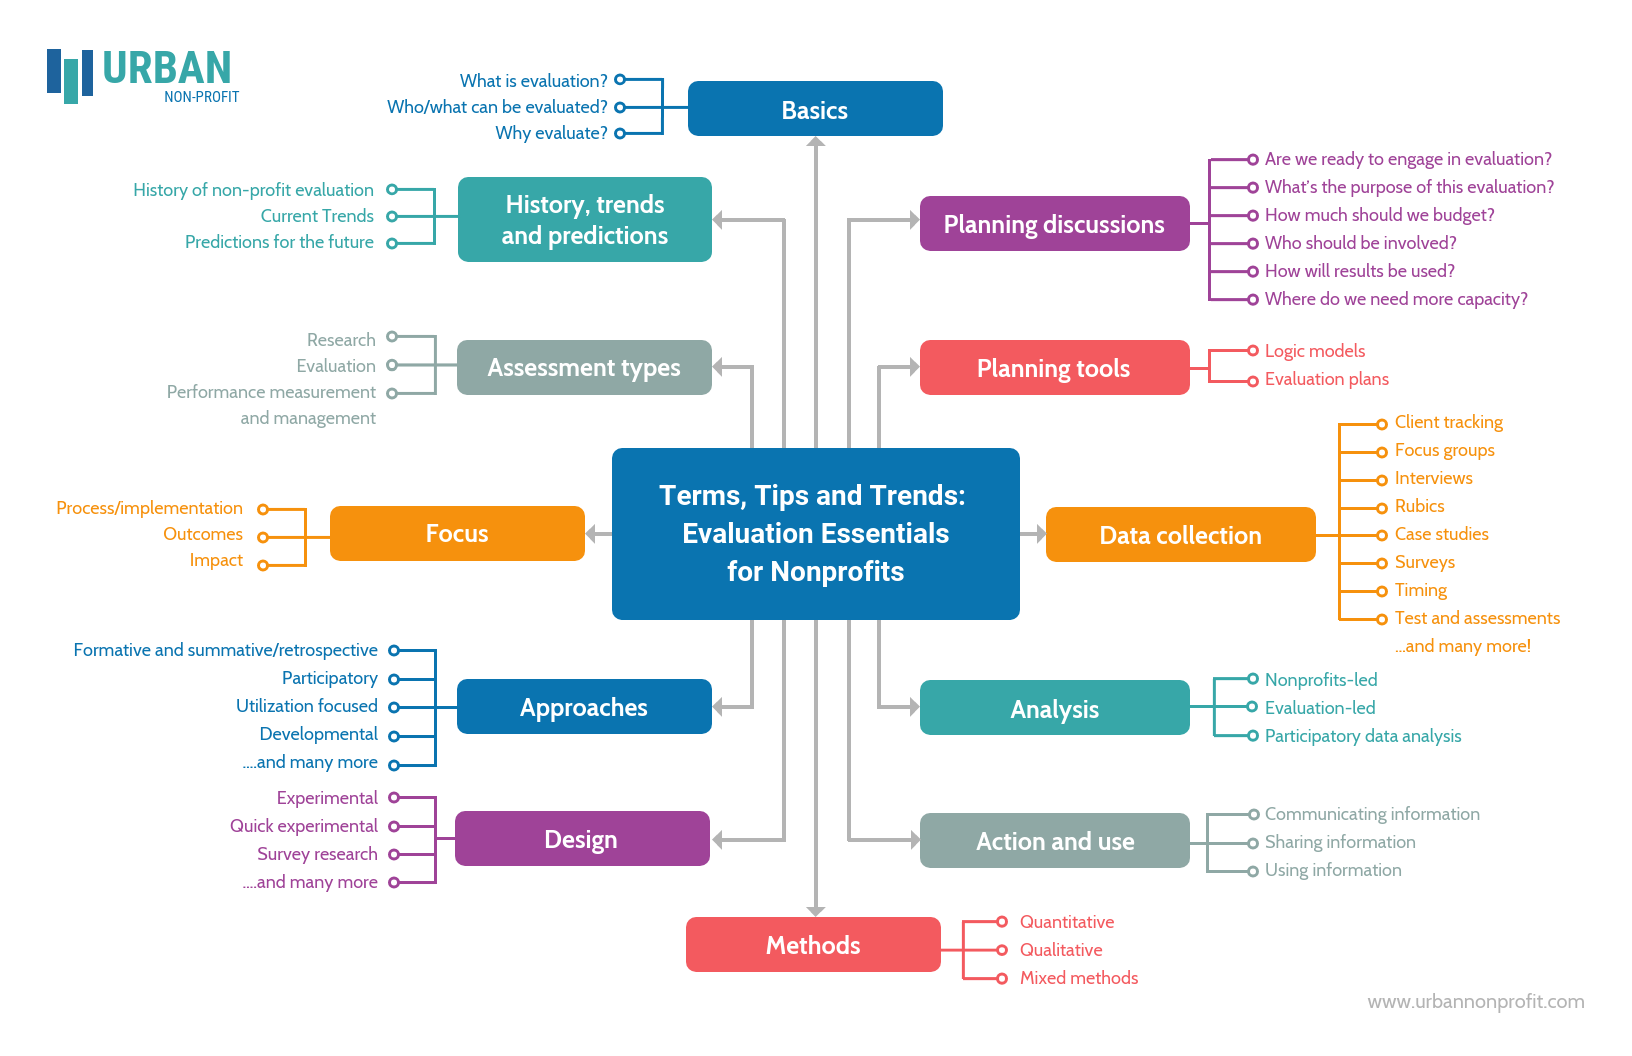 URBAN
NON-PROFIT
What is evaluation?
Who/what can be evaluated?
Why evaluate?
Basics
History of non-profit evaluation
Current Trends
Predictions for the future
History, trends
and predictions
Planning discussions
Are we ready to engage in evaluation?
What's the purpose of this evaluation?
How much should we budget?
Who should be involved?
How will results be used?
Where do we need more capacity?
Research
Evaluation
Performance measurement
and management
Assessment types
Planning tools
Logic models
Evaluation plans
Process/implementation
Outcomes
Impact
Focus
Terms, Tips and Trends:
Evaluation Essentials
for Nonprofits
Data collection
Client tracking
Focus groups
Interviews
Rubics
Case studies
Surveys
Timing
Test and assessments
...and many more!
Formative and summative/retrospective
Participatory
Utilization focused
Developmental
....and many more
Approaches
Analysis
Nonprofits-led
Evaluation-led
Participatory data analysis
Experimental
Quick experimental
Survey research
....and many more
Design
Action and use
Communicating information
Sharing information
Using information
Methods
Quantitative
Qualitative
Mixed methods
www.urbannonprofit.com